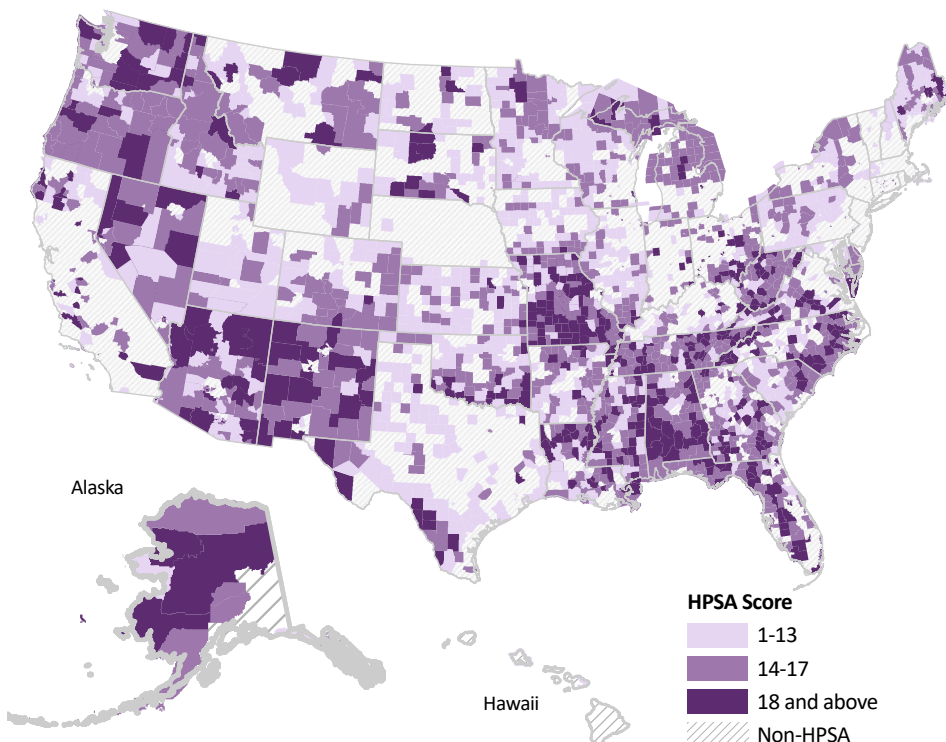 Alaska
Hawaii
HPSA Score
1-13
14-17
18 and above
Non-HPSA